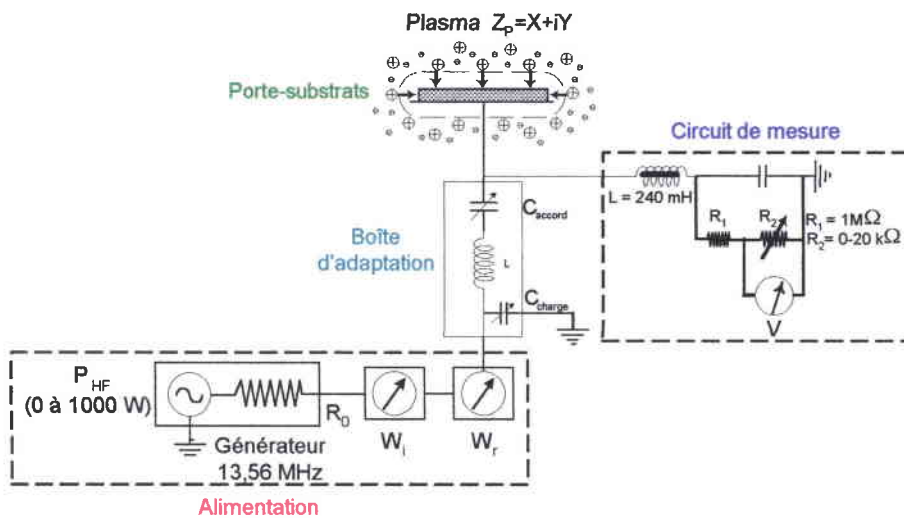 Plasma Z_P=X+iY
Porte-substrats
Circuit de mesure
L = 240 mH
R_1
R_2
R_1 = 1MΩ
R_2= 0-20 kΩ
V
C_accord
Boîte
d'adaptation
L
C_charge
P_HF
(0 à 1000 W)
R_0
Générateur
13,56 MHz
W_i
W_r
Alimentation